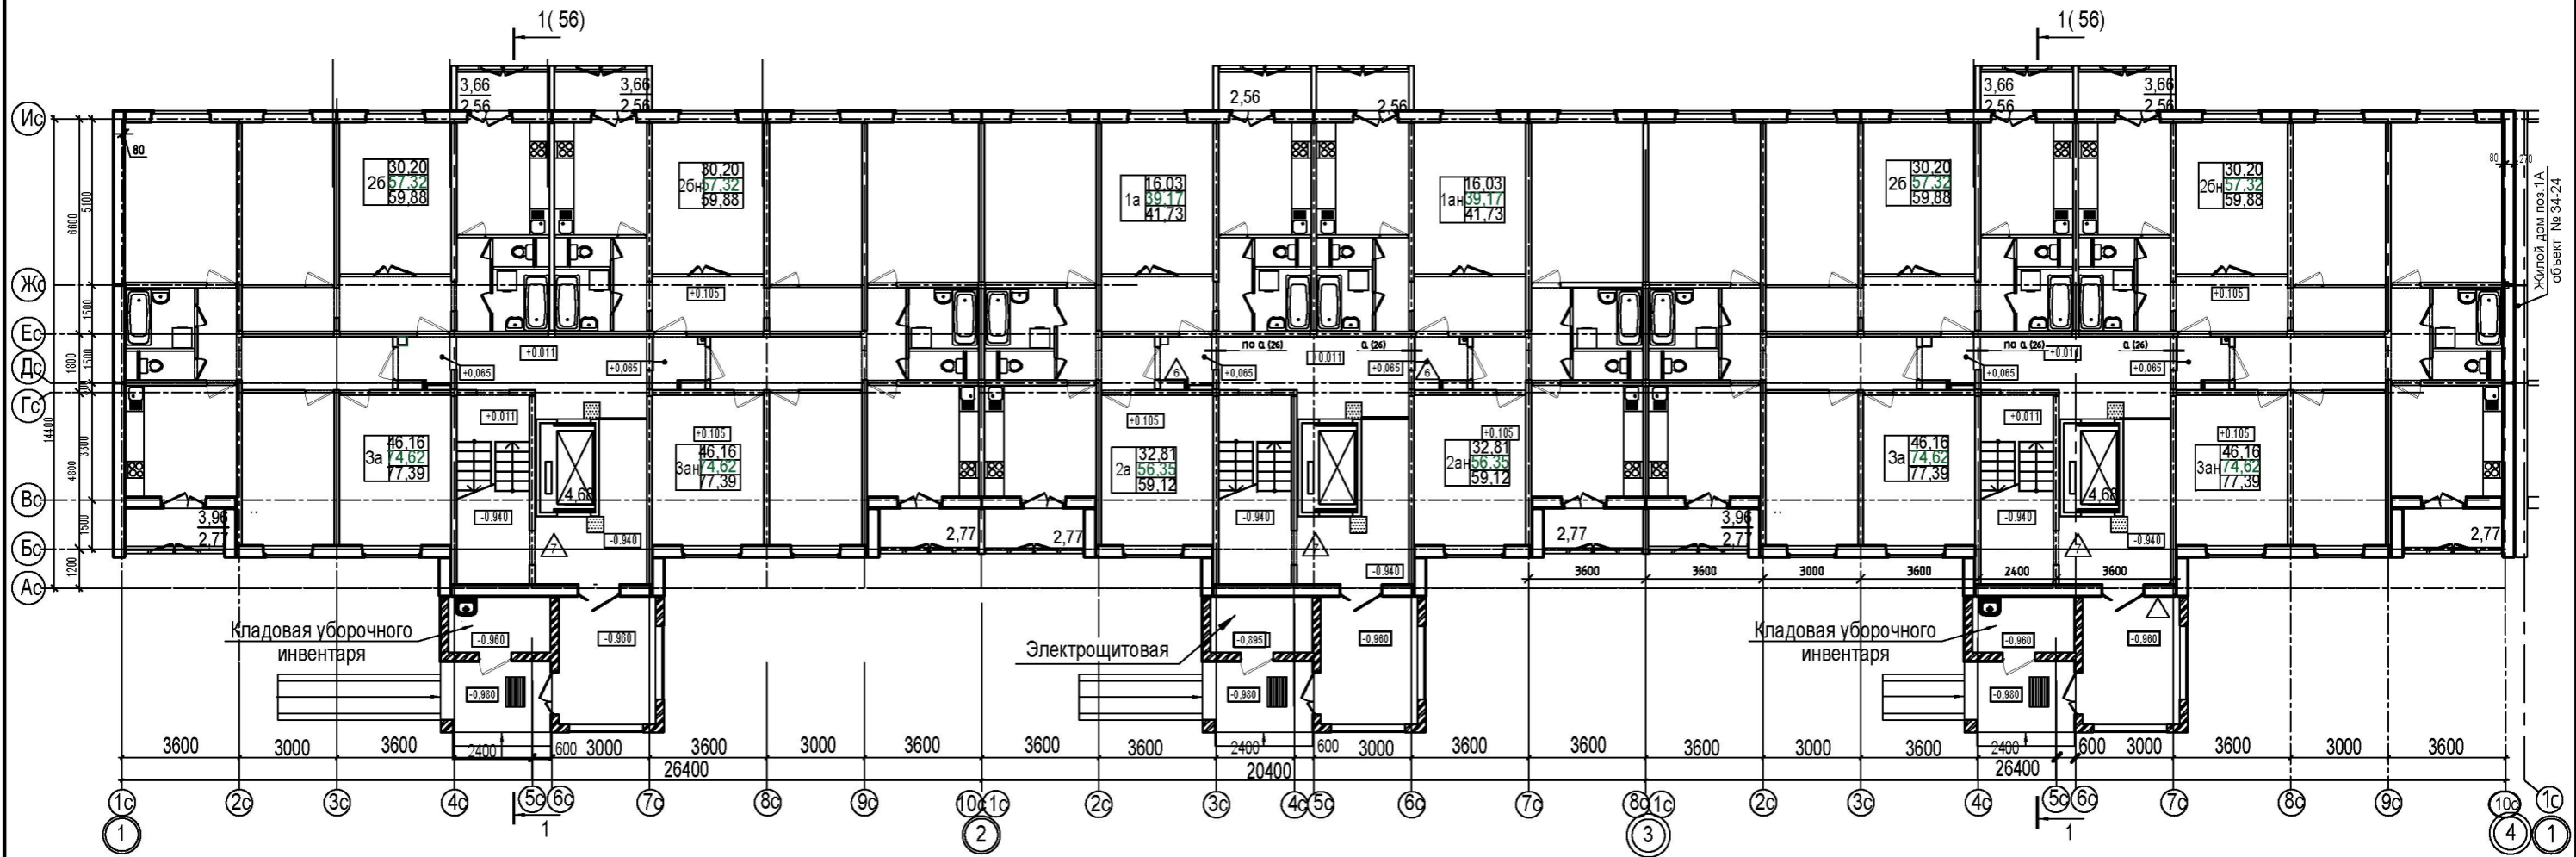 1( 56)
1(56)
3,66
2,56
3,66
2,56
2,56
2,56
3,66
2,56
3,66
2,56
Ис
80
80
270
30,20
2б 57,32
59,88
30,20
2бн 57,32
59,88
16,03
1а 39,17
41,73
16,03
1ан 39,17
41,73
30,20
2б 57,32
59,88
30,20
2бн 57,32
59,88
Жилой дом поз.1А
объект № 34-24
6600
5100
Жс
+0.105
+0.105
1500
Ес
+0.011
по а (26)
+0.011
а (26)
по а (26)
+0.011
а (26)
Дс
1800
1500
+0,065
+0,065
6
+0,065
+0,065
6
+0,065
+0,065
Гс
300
14400
+0.011
+0.011
4800
3300
46,16
3а 74,62
77,39
+0.105
46,16
3ан 74,62
77,39
32,81
2а 56,35
59,12
+0.105
32,81
2ан 56,35
59,12
46,16
3а 74,62
77,39
+0.105
46,16
3ан 74,62
77,39
4,68
4,68
Вс
3,96
2,77
-0.940
-0.940
2,77
2,77
-0.940
2,77
3,96
2,77
-0.940
-0.940
2,77
1500
7
7
7
Бс
1200
-0.940
3600
3600
3000
3600
2400
3600
Ас
Кладовая уборочного
инвентаря
-0.960
-0.960
Электрощитовая
-0,895
-0,960
Кладовая уборочного
инвентаря
-0,960
-0,960
-0,980
-0,980
-0,980
3600
3000
3600
2400
600
3000
3600
3000
3600
3600
3600
2400
600
3000
3600
3600
3600
3000
3600
2400
600
3000
3600
3000
3600
26400
20400
26400
1с
2с
3с
4с
5с
6с
7с
8с
9с
10с
1с
2с
3с
4с
5с
6с
7с
8с
1с
2с
3с
4с
5с
6с
7с
8с
9с
10с
1с
1
1
2
3
1
4
1